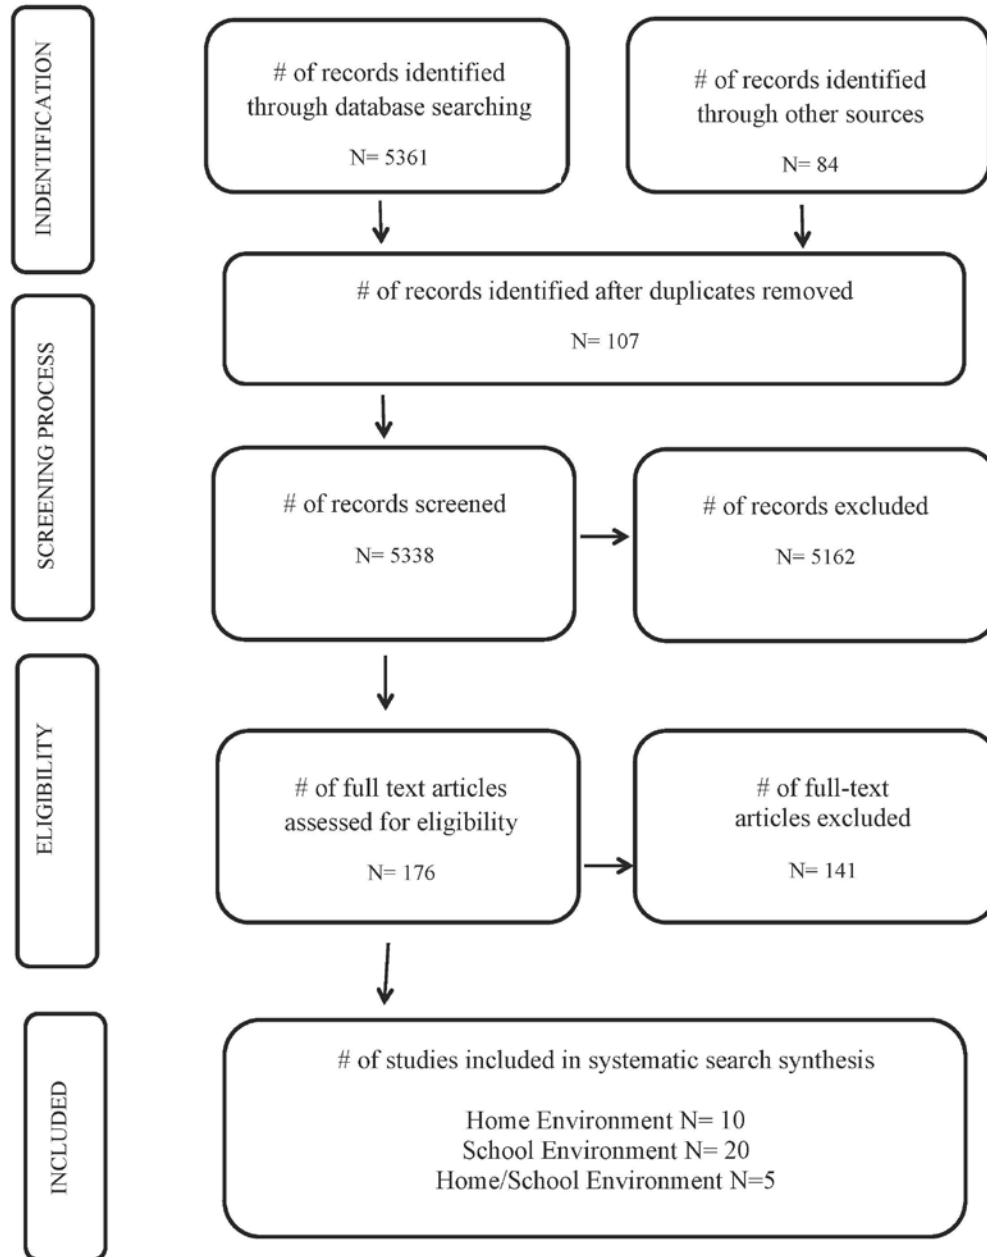 INDENTIFICATION
# of records identified
through database searching
N= 5361
# of records identified
through other sources
N= 84
# of records identified after duplicates removed
N= 107
SCREENING PROCESS
# of records screened
N= 5338
# of records excluded
N= 5162
ELIGIBILITY
# of full text articles
assessed for eligibility
N= 176
# of full-text
articles excluded
N= 141
INCLUDED
# of studies included in systematic search synthesis
Home Environment N= 10
School Environment N= 20
Home/School Environment N=5